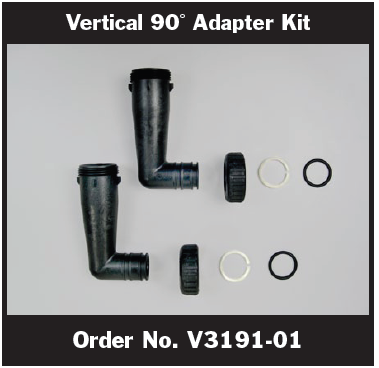 Vertical 90° Adapter Kit
Order No. V3191-01